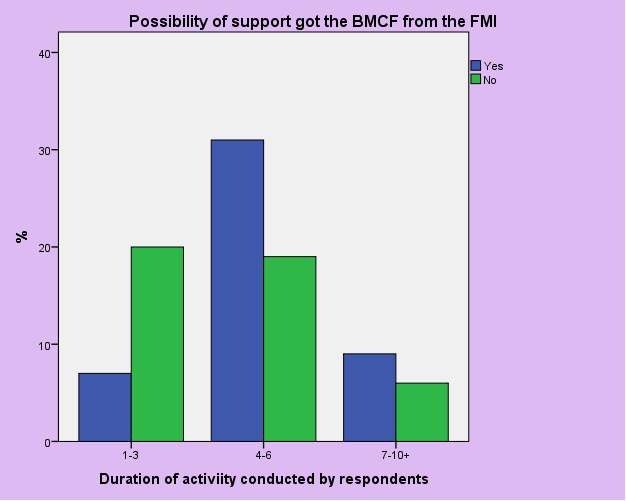 Possibility of support got the BMCF from the FMI
Yes
No
%
40
30
20
10
0
1-3
4-6
7-10+
Duration of activiity conducted by respondents